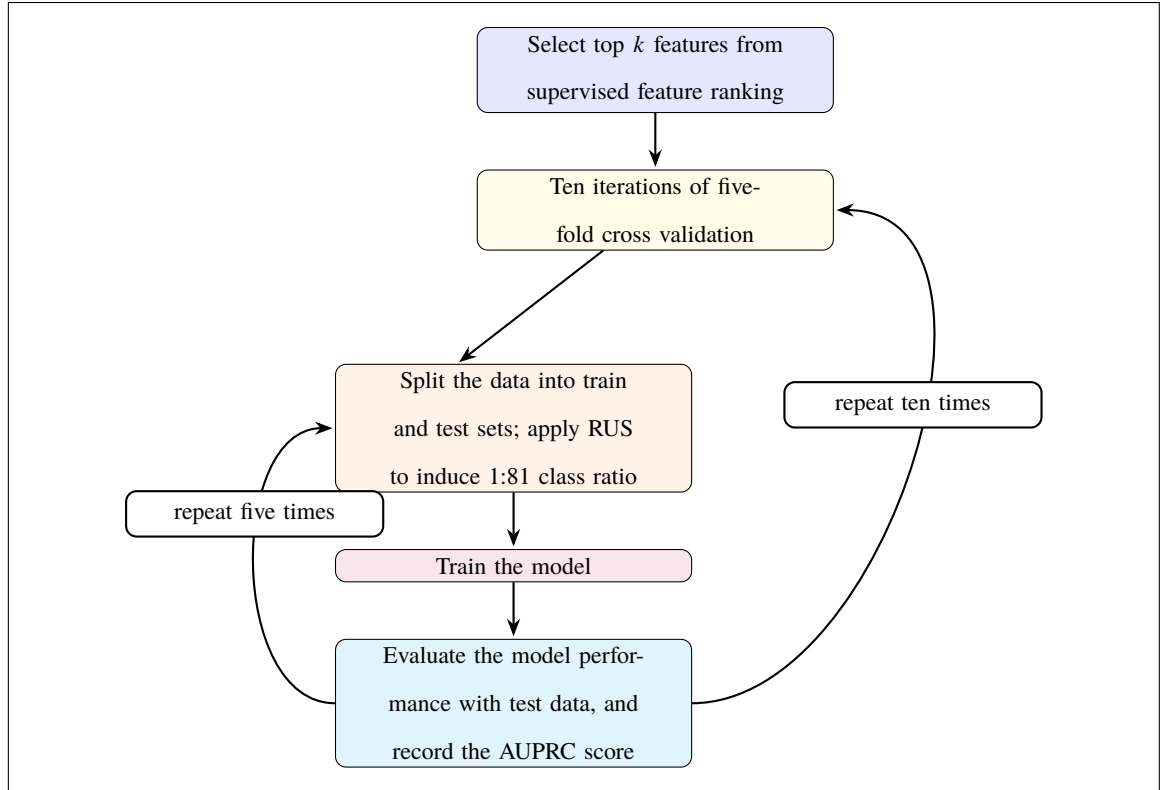 Select top k features from
supervised feature ranking
Ten iterations of five-
fold cross validation
Split the data into train
and test sets; apply RUS
to induce 1:81 class ratio
repeat ten times
repeat five times
Train the model
Evaluate the model perfor-
mance with test data, and
record the AUPRC score